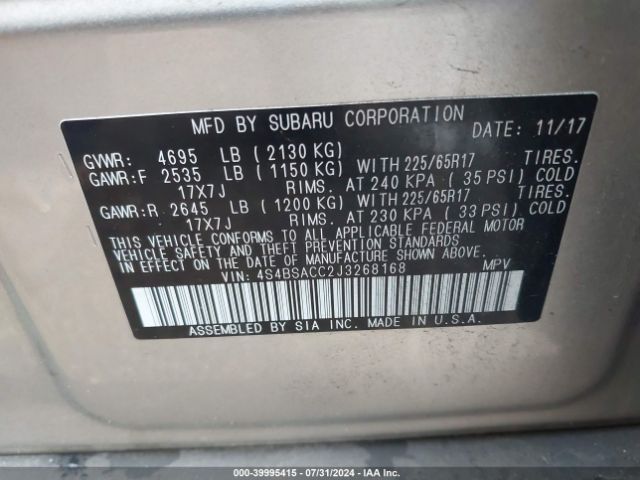 MFD BY SUBARU CORPORATION
DATE: 11/17
GVWR: 4695 LB (2130 KG)
GAWR:F 2535 LB (1150 KG) WITH 225/65R17 TIRES.
17X7J RIMS. AT 240 KPA (35 PSI) COLD
GAWR:R 2645 LB (1200 KG) WITH 225/65R17 TIRES.
17X7J RIMS. AT 230 KPA (33 PSI) COLD
THIS VEHICLE CONFORMS TO ALL APPLICABLE FEDERAL MOTOR
VEHICLE SAFETY AND THEFT PREVENTION STANDARDS
IN EFFECT ON THE DATE OF MANUFACTURE SHOWN ABOVE.
VIN: 4S4BSACC2J3268168 MPV
ASSEMBLED BY SIA INC. MADE IN U.S.A.
000-39995415 - 07/31/2024 - IAA Inc.